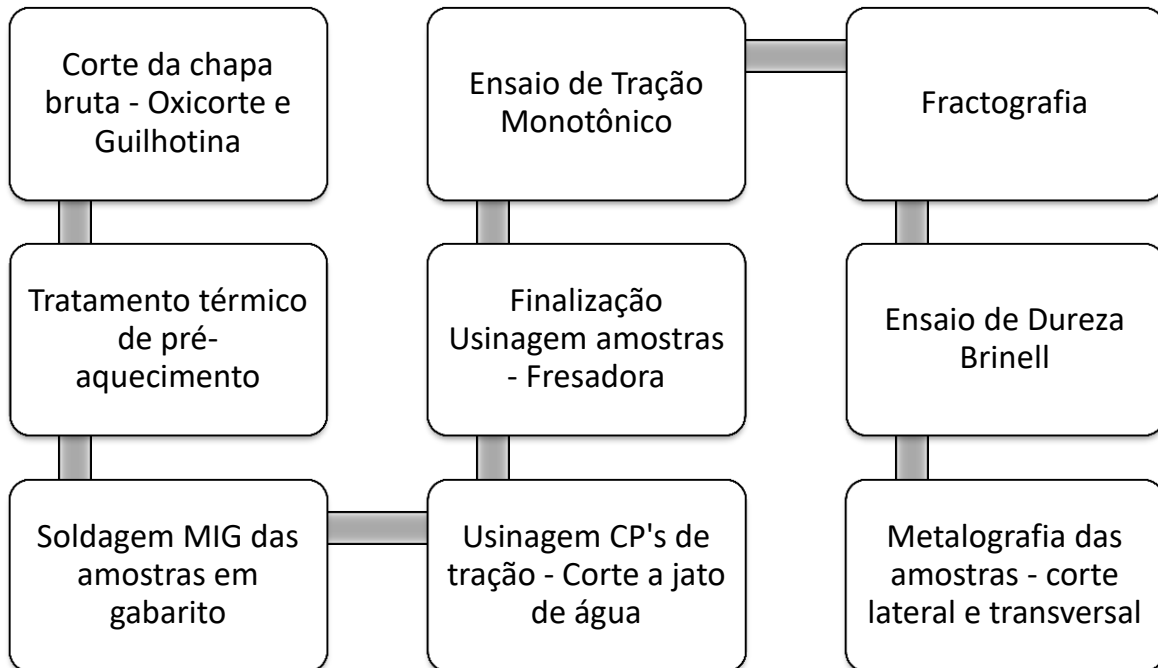 Corte da chapa
bruta - Oxicorte e
Guilhotina
Tratamento térmico
de pré-
aquecimento
Soldagem MIG das
amostras em
gabarito
Usinagem CP's de
tração - Corte a jato
de água
Finalização
Usinagem amostras
- Fresadora
Ensaio de Tração
Monotônico
Fractografia
Ensaio de Dureza
Brinell
Metalografia das
amostras - corte
lateral e transversal